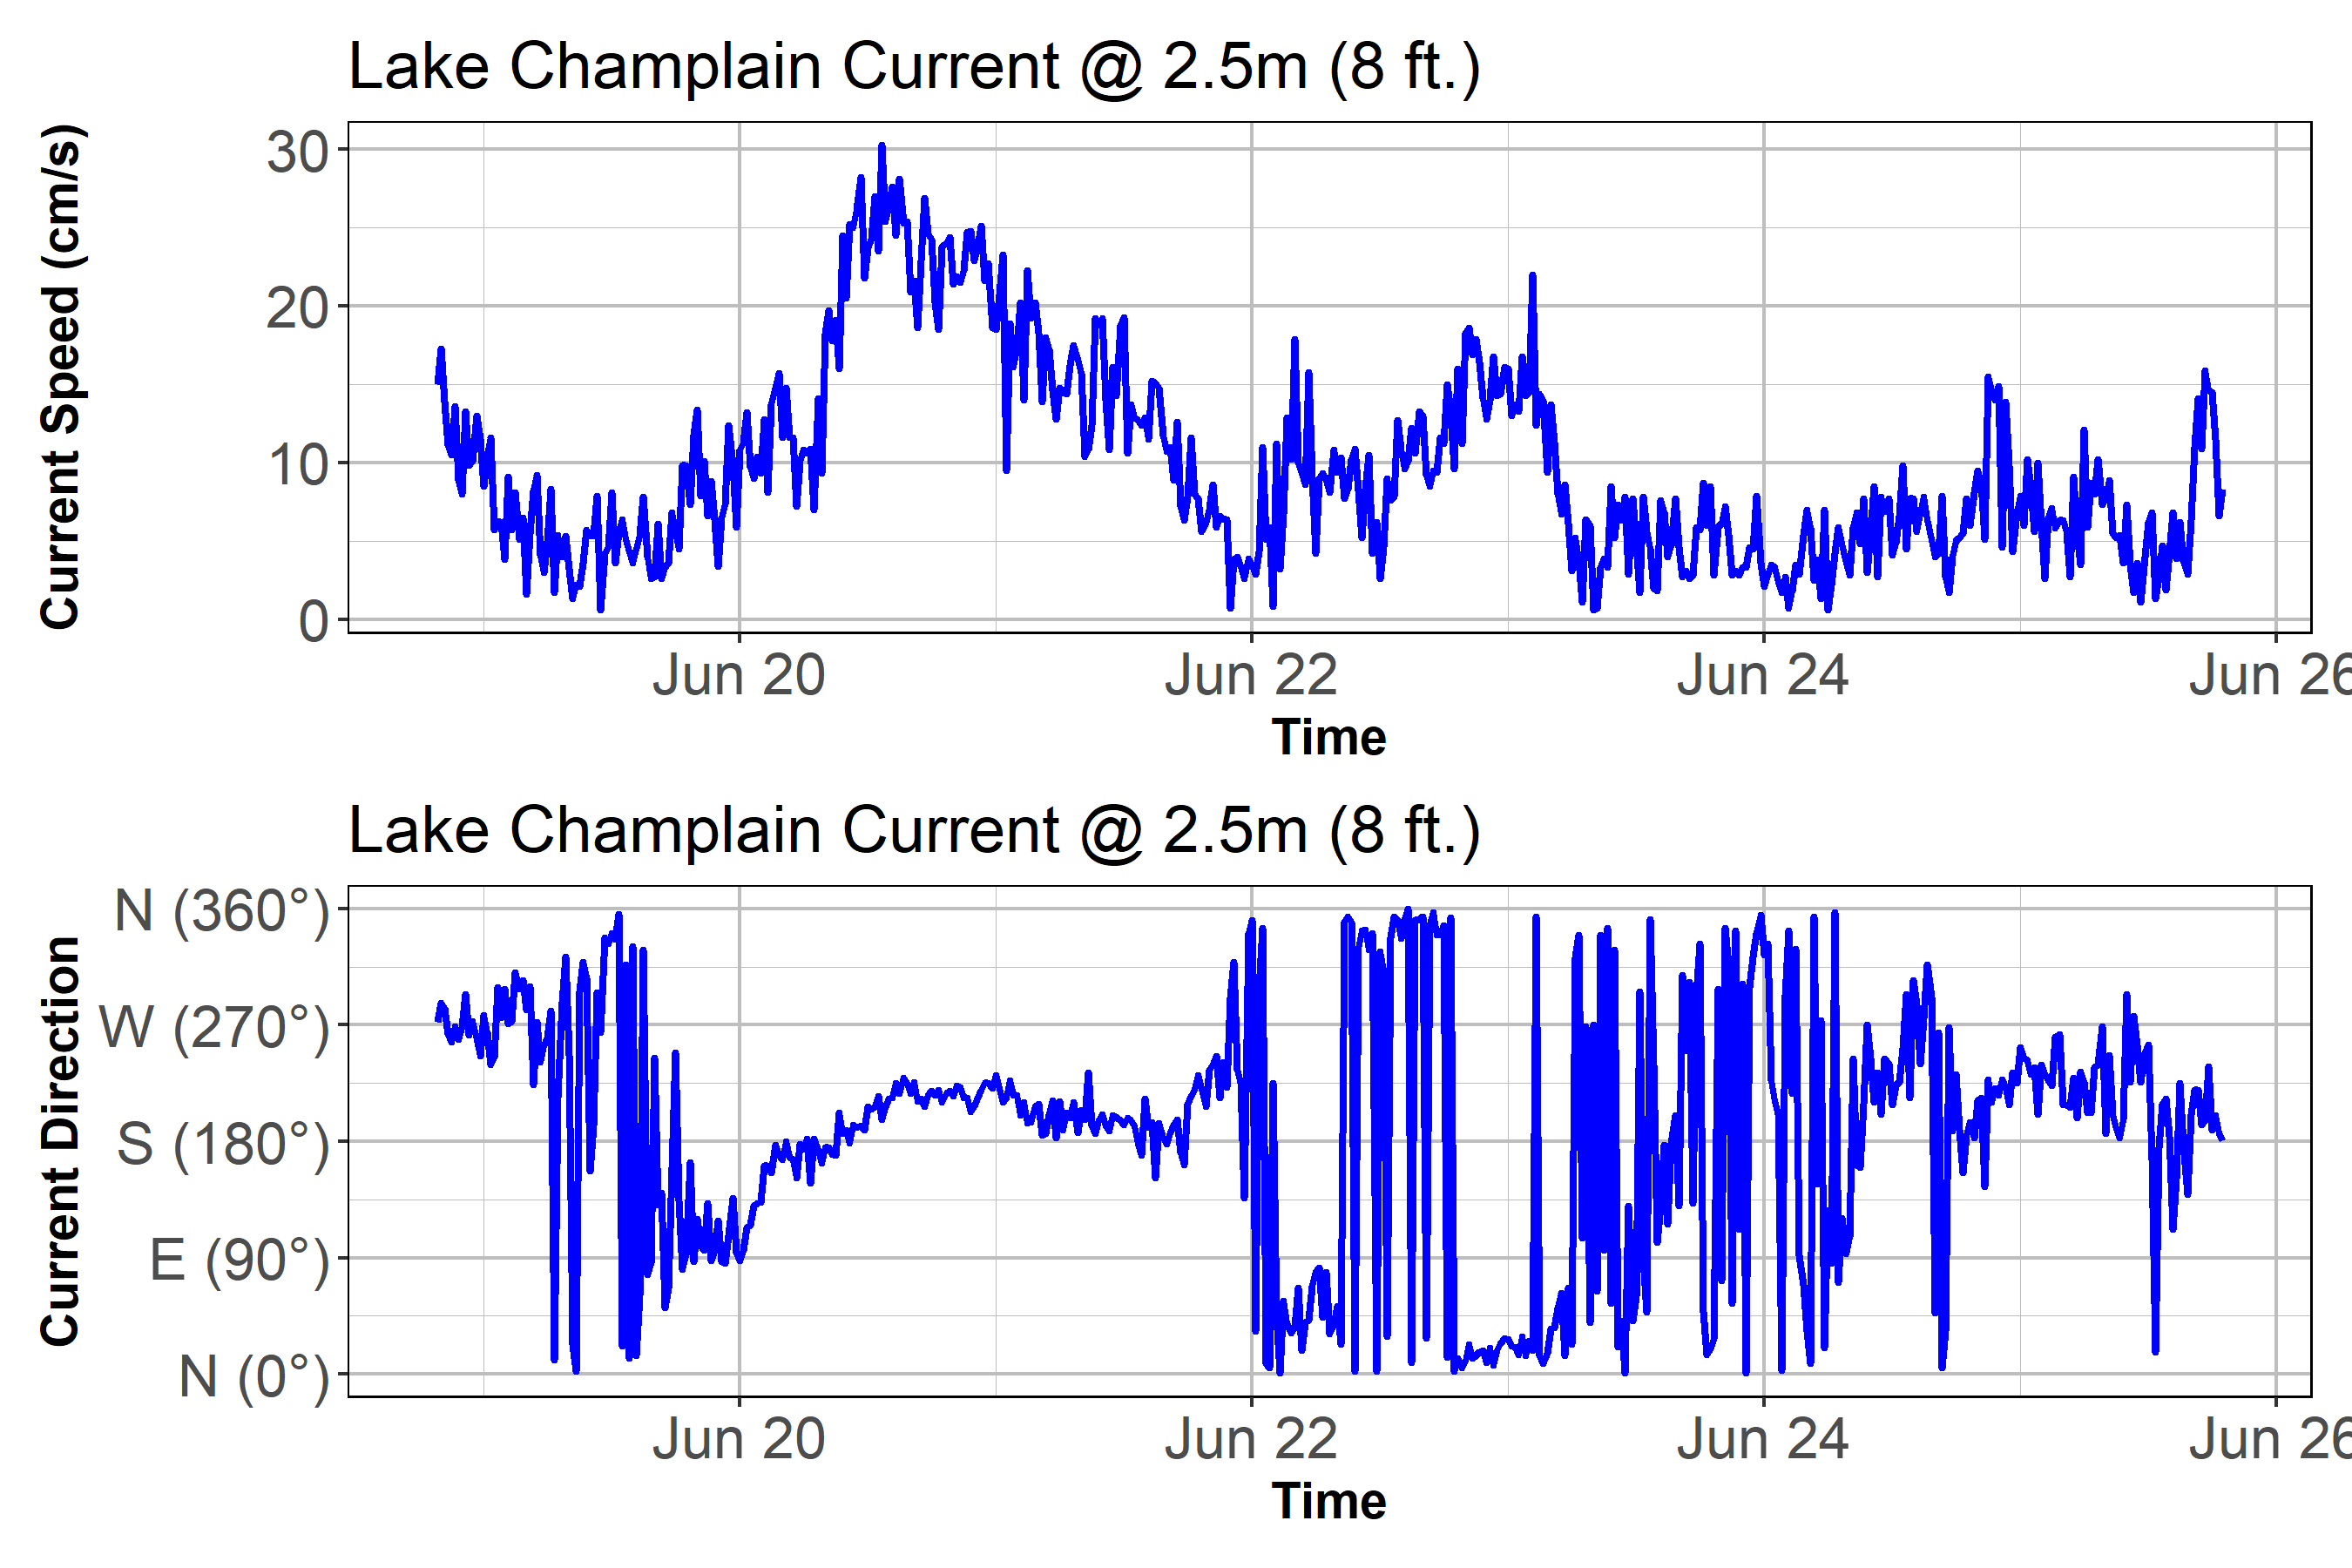 Lake Champlain Current @ 2.5m (8 ft.)
Current Speed (cm/s)
30
20
10
0
Jun 20 Jun 22 Jun 24 Jun 26
Time
Lake Champlain Current @ 2.5m (8 ft.)
Current Direction
N (360°)
W (270°)
S (180°)
E (90°)
N (0°)
Jun 20 Jun 22 Jun 24 Jun 26
Time